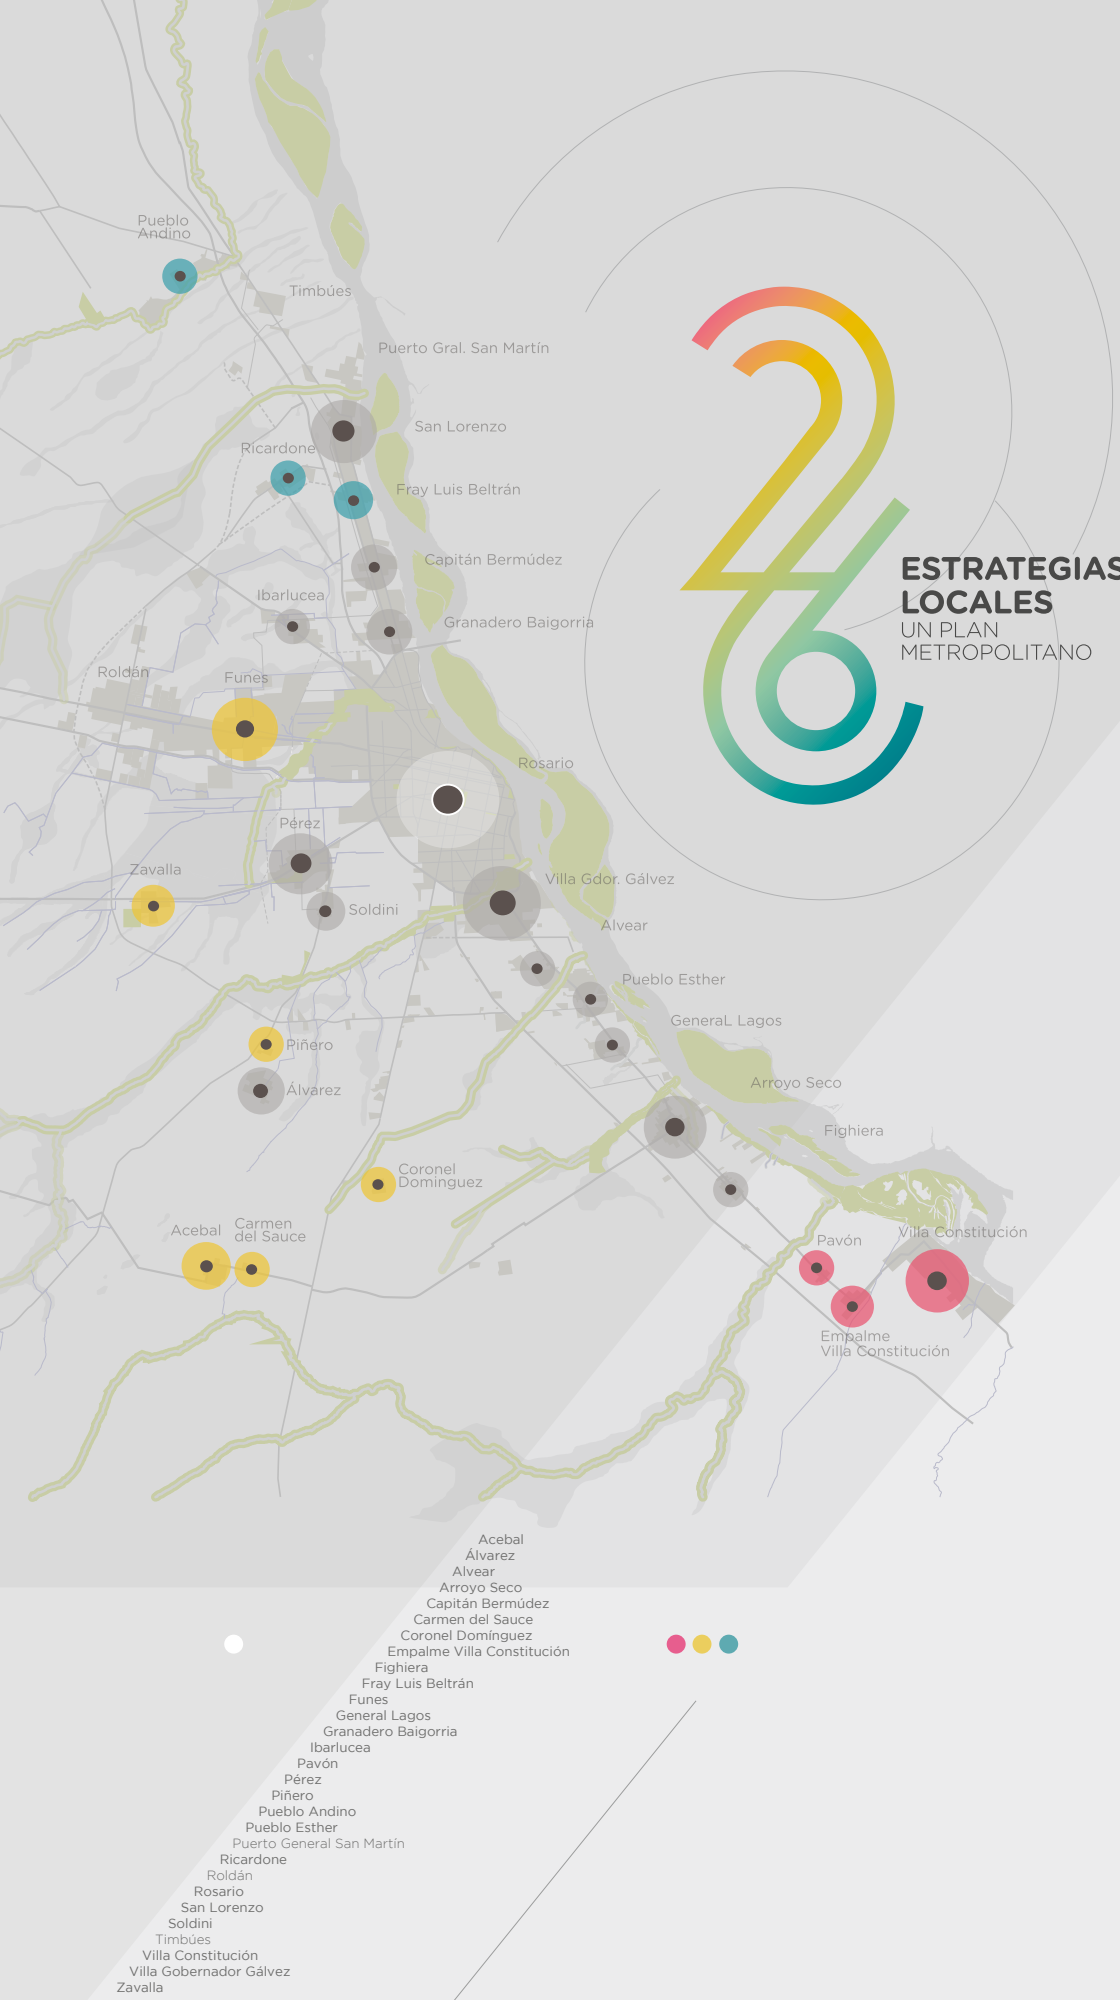 Pueblo
Andino
Timbúes
Puerto Gral. San Martín
San Lorenzo
Ricardone
Fray Luis Beltrán
Capitán Bermúdez
Ibarlucea
Granadero Baigorria
Roldán
Funes
Rosario
Pérez
Zavalla
Villa Gdor. Gálvez
Soldini
Alvear
Pueblo Esther
GeneraL Lagos
Piñero
Álvarez
Arroyo Seco
Fighiera
Coronel
Dominguez
Acebal
Carmen
del Sauce
Pavón
Villa Constitución
Empalme
Villa Constitución
26
ESTRATEGIAS
LOCALES
UN PLAN
METROPOLITANO
Acebal
Álvarez
Alvear
Arroyo Seco
Capitán Bermúdez
Carmen del Sauce
Coronel Domínguez
Empalme Villa Constitución
Fighiera
Fray Luis Beltrán
Funes
General Lagos
Granadero Baigorria
Ibarlucea
Pavón
Pérez
Piñero
Pueblo Andino
Pueblo Esther
Puerto General San Martín
Ricardone
Roldán
Rosario
San Lorenzo
Soldini
Timbúes
Villa Constitución
Villa Gobernador Gálvez
Zavalla